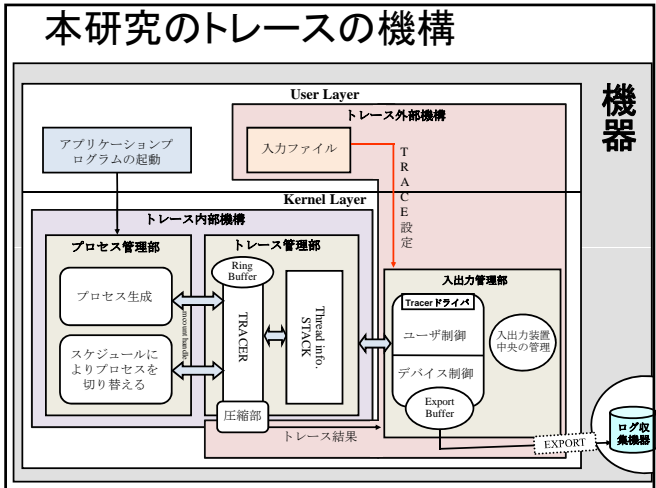 本研究のトレースの機構
機器
User Layer
トレース外部機構
アプリケーションプ
ログラムの起動
入力ファイル
TRACE設定
Kernel Layer
トレース内部機構
プロセス管理部
トレース管理部
入出力管理部
Ring
Buffer
プロセス生成
mcount handle
TRACER
Thread info.
STACK
Tracerドライバ
ユーザ制御
入出力装置
中央の管理
スケジュールに
よりプロセスを
切り替える
デバイス制御
Export
Buffer
圧縮部
トレース結果
EXPORT
ログ収
集機器